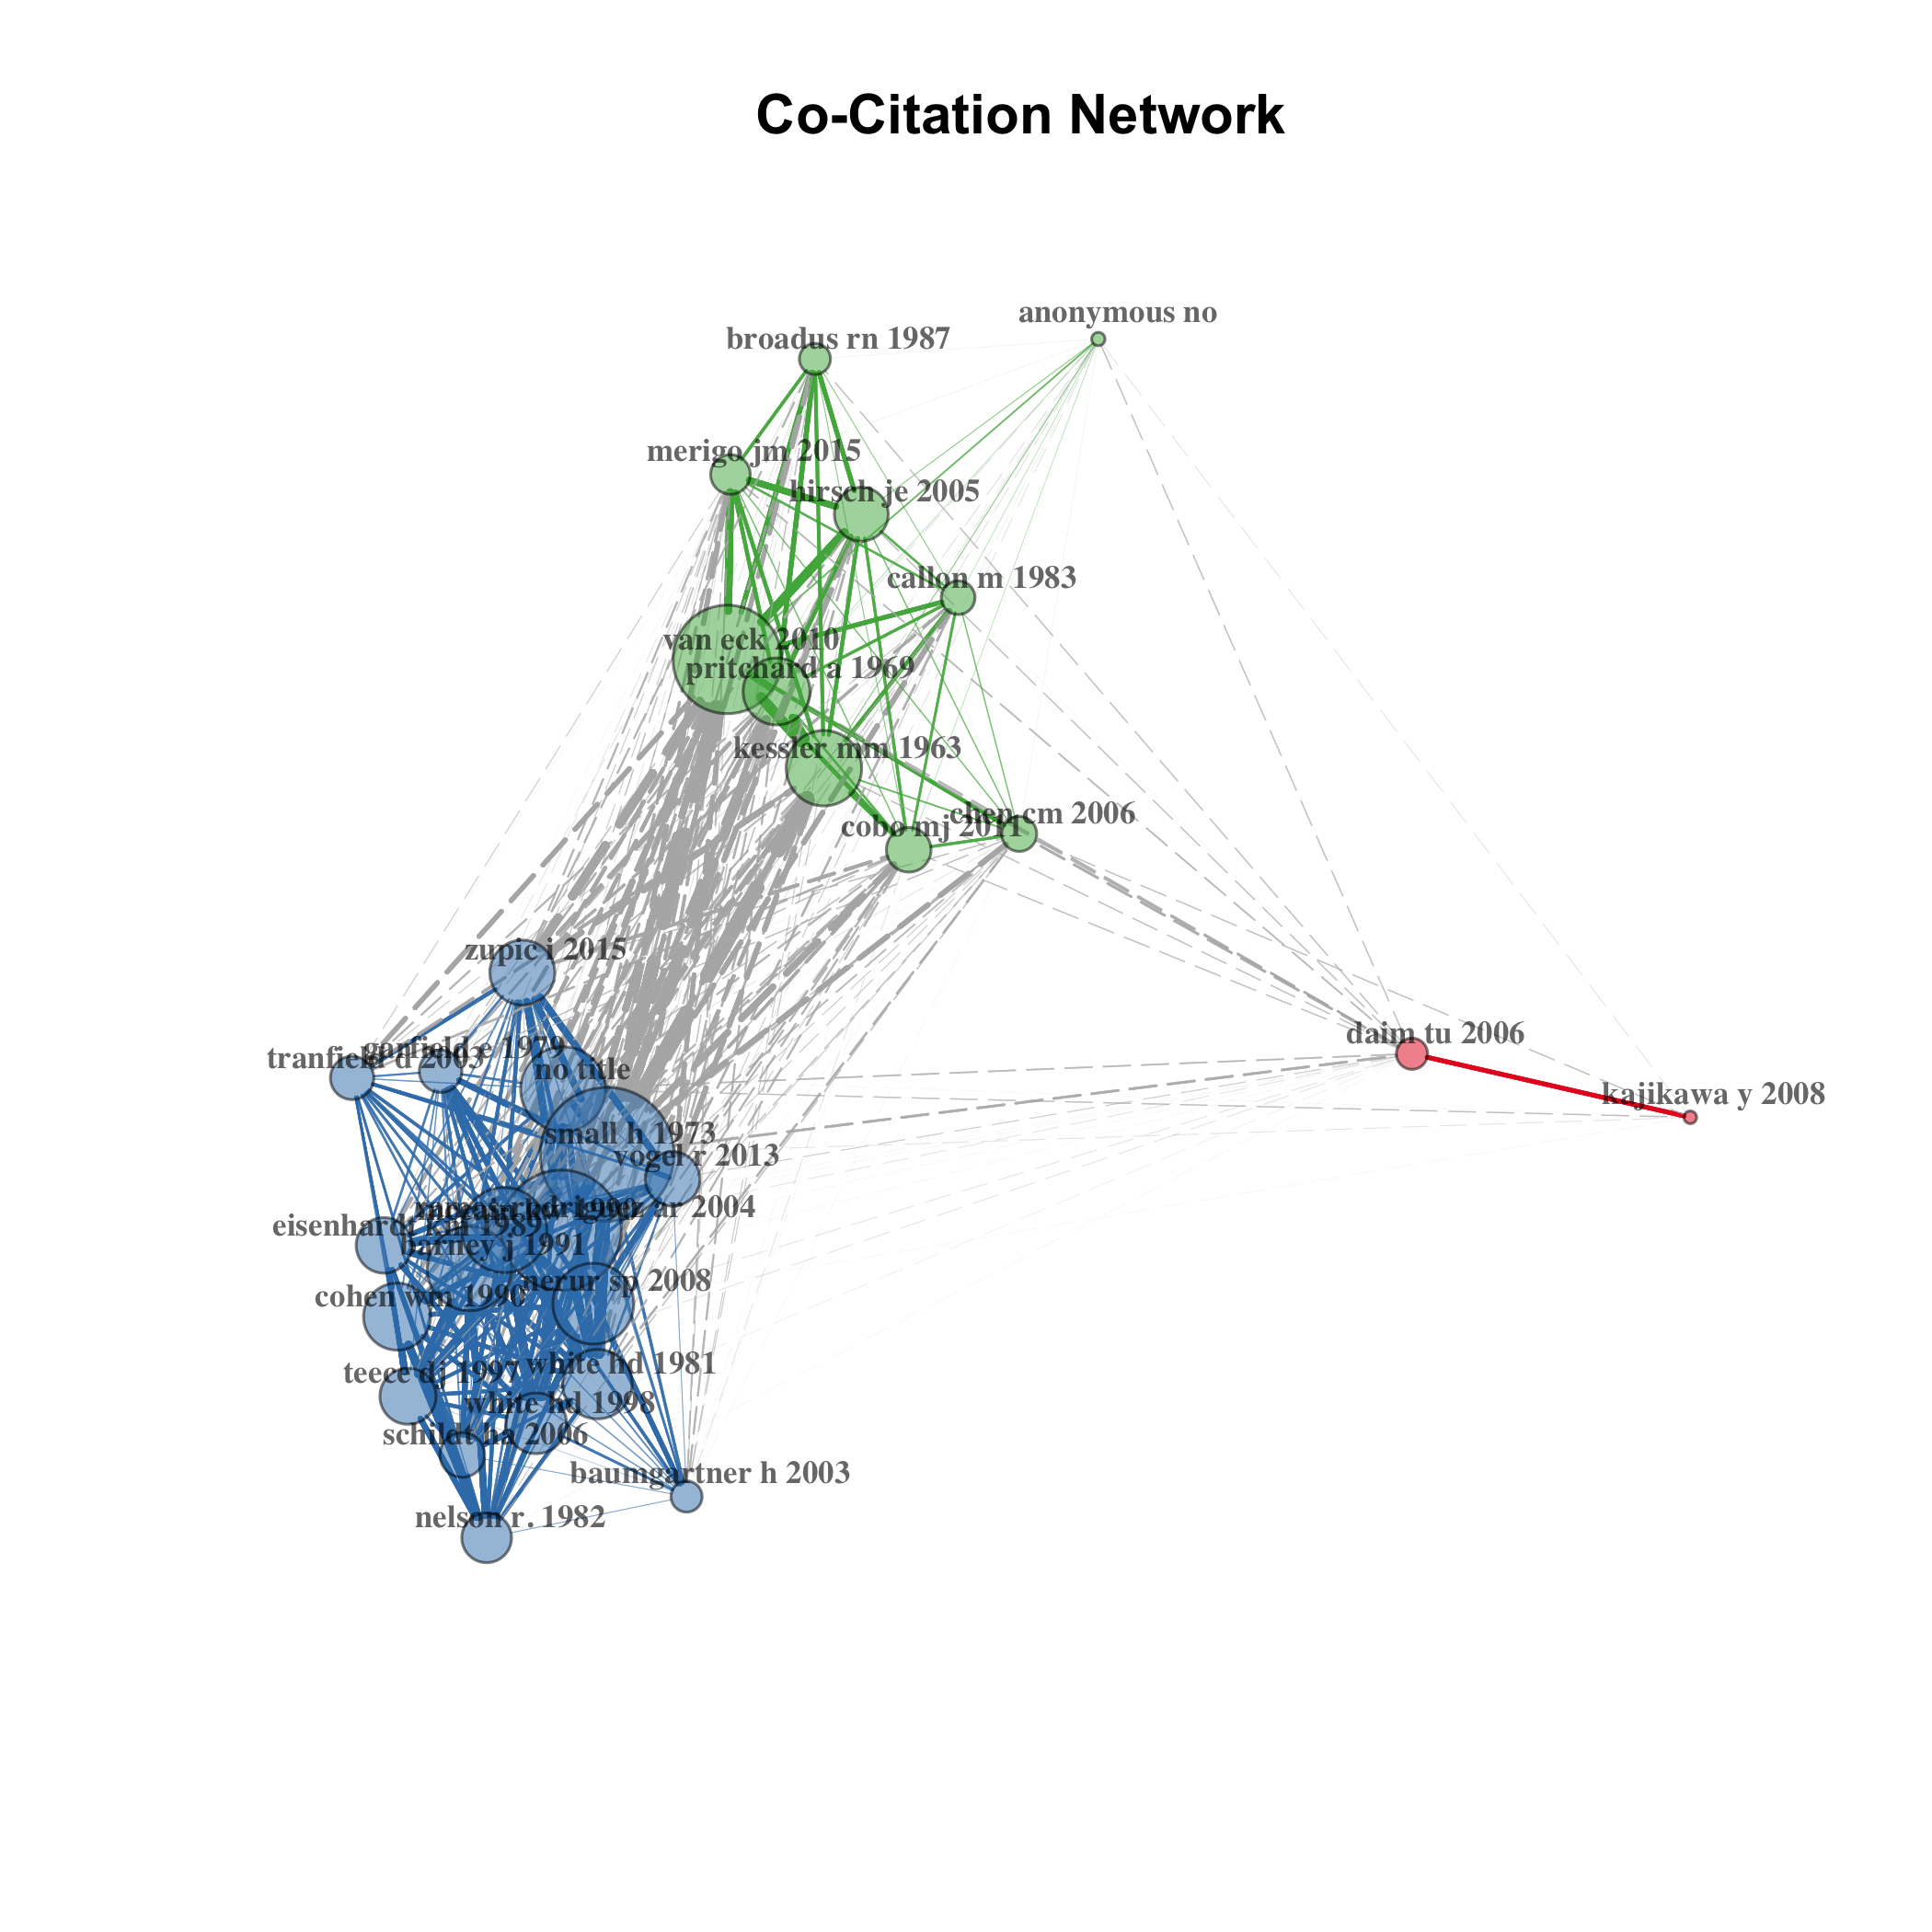 Co-Citation Network
anonymous no
broadus rn 1987
merigo jm 2015
hirsch je 2005
callon m 1983
van eck 2010
pritchard a 1969
kessler mm 1963
chen cm 2006
cobo mj 2011
zupic i 2015
daim tu 2006
garfield e 1979
tranfield d 2003
no title
kajikawa y 2008
small h 1973
vogel r 2013
ar 2004
eisenhardt km 1989
barney j 1991
nerur sp 2008
cohen wm 1990
white hd 1981
teece dj 1997
white hd 1998
schildt ha 2006
baumgartner h 2003
nelson r. 1982